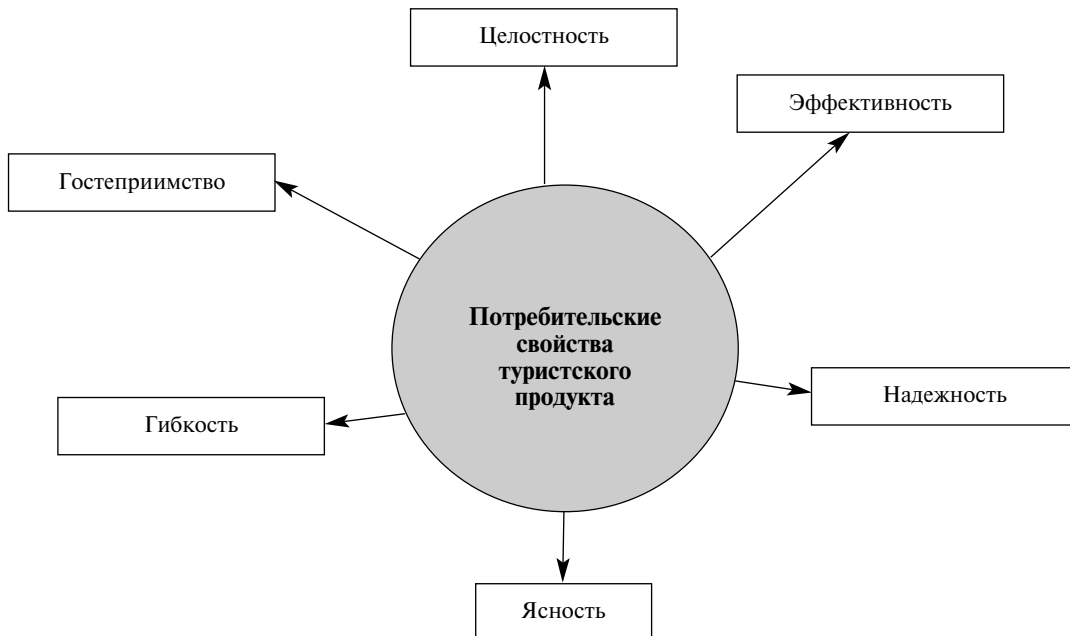 Целостность
Эффективность
Гостеприимство
Потребительские
свойства
туристского
продукта
Надежность
Гибкость
Ясность